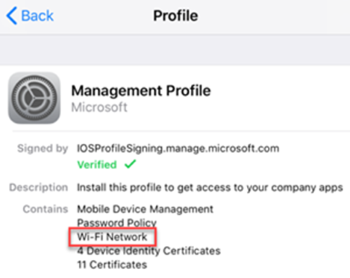 Back
Profile
Management Profile
Microsoft
Signed by IOSProfileSigning.manage.microsoft.com
Verified
Description Install this profile to get access to your company apps
Contains Mobile Device Management
Password Policy
Wi-Fi Network
4 Device Identity Certificates
11 Certificates